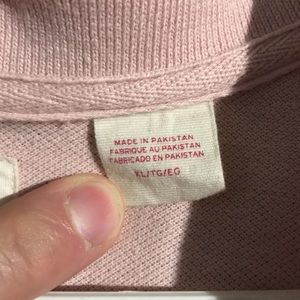 MADE IN PAKISTAN
FABRIQUE AU PAKISTAN
FABRICADO EN PAKISTAN
XL/TG/EG